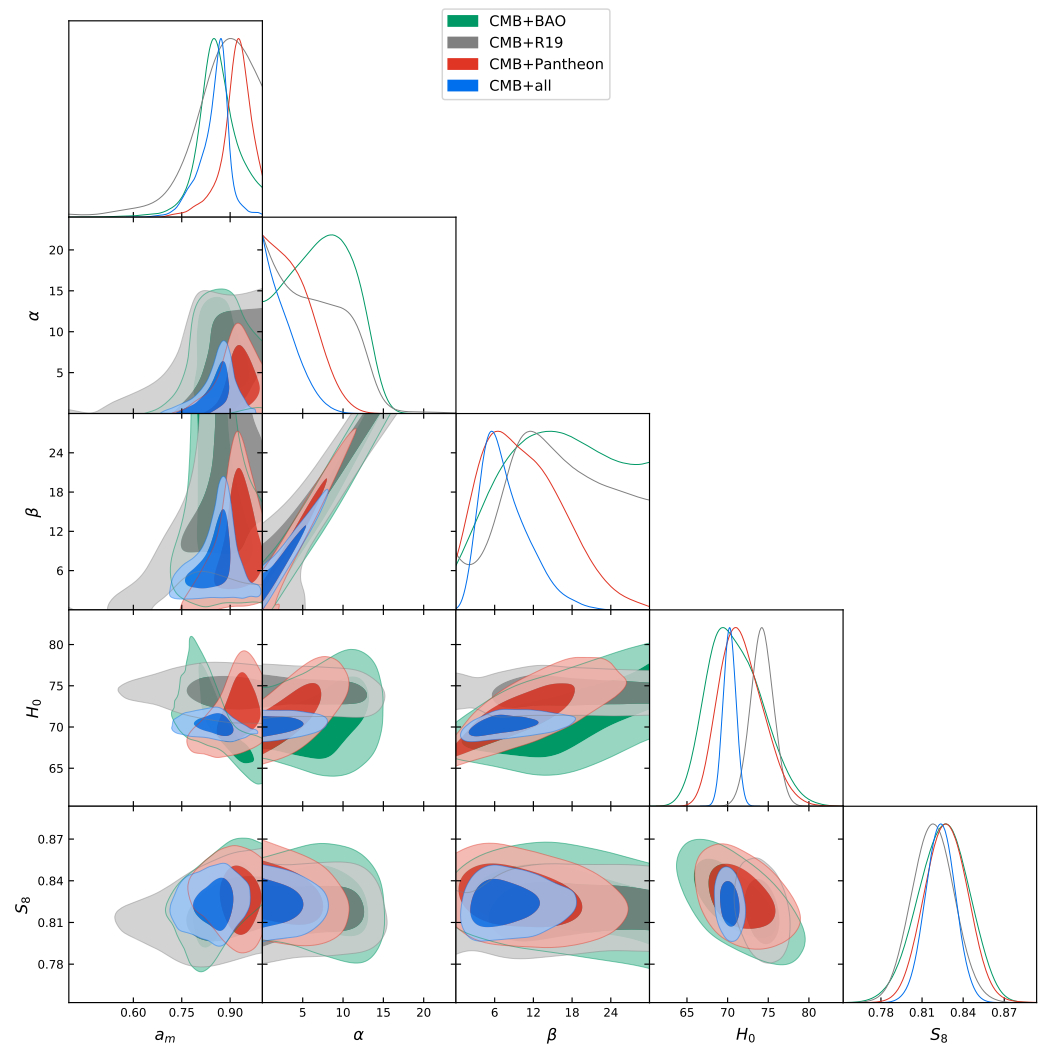 CMB+BAO
CMB+R19
CMB+Pantheon
CMB+all
20
15
10
5
α
24
18
12
6
β
80
75
70
65
H₀
0.87
0.84
0.81
0.78
S₈
0.60 0.75 0.90
5 10 15 20
6 12 18 24
65 70 75 80
0.78 0.81 0.84 0.87
aₘ α β H₀ S₈